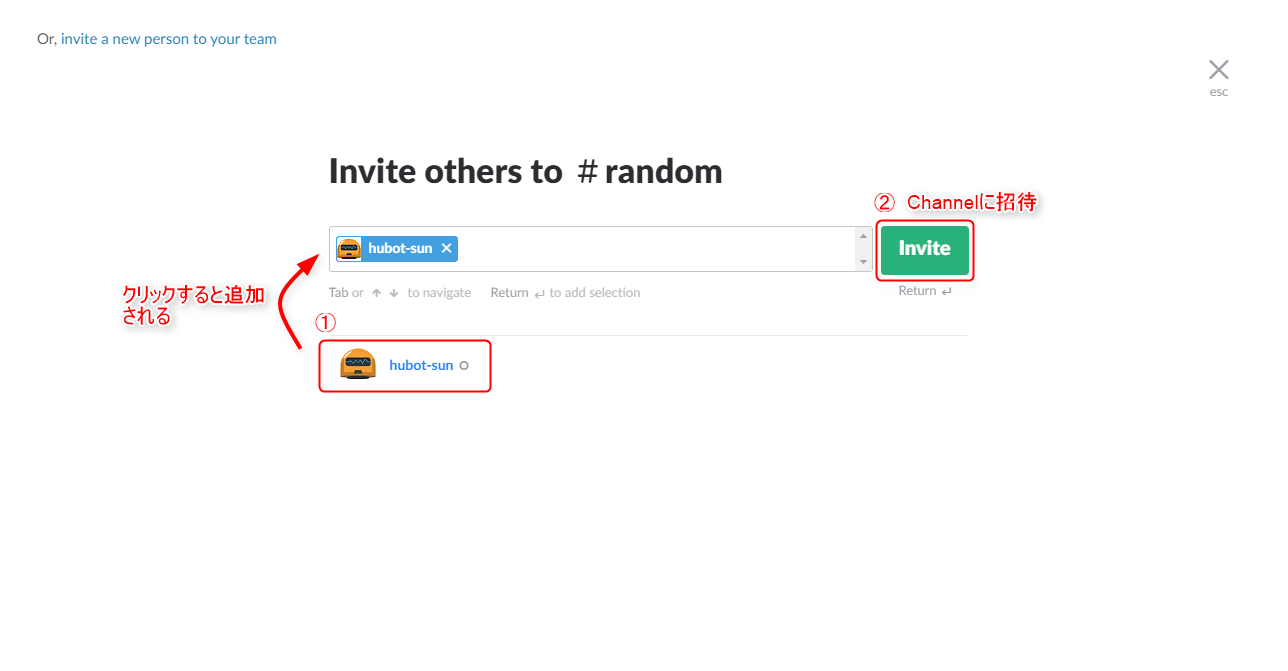 Or, invite a new person to your team
esc
Invite others to # random
② Channelに招待
hubot-sun ×
Invite
クリックすると追加
される
Tab or ↑ ↓ to navigate Return ↵ to add selection
Return ↵
①
hubot-sun